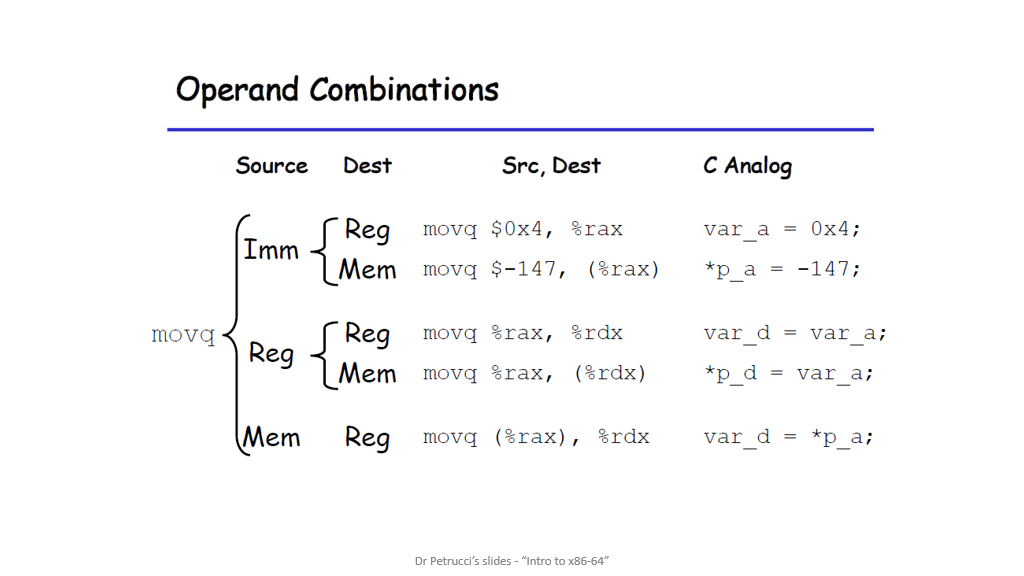 Operand Combinations
Source Dest Src, Dest C Analog
Imm Reg movq $0x4, %rax var_a = 0x4;
Mem movq $-147, (%rax) *p_a = -147;
movq Reg Reg movq %rax, %rdx var_d = var_a;
Mem movq %rax, (%rdx) *p_d = var_a;
Mem Reg movq (%rax), %rdx var_d = *p_a;
Dr Petrucci’s slides - “Intro to x86-64”